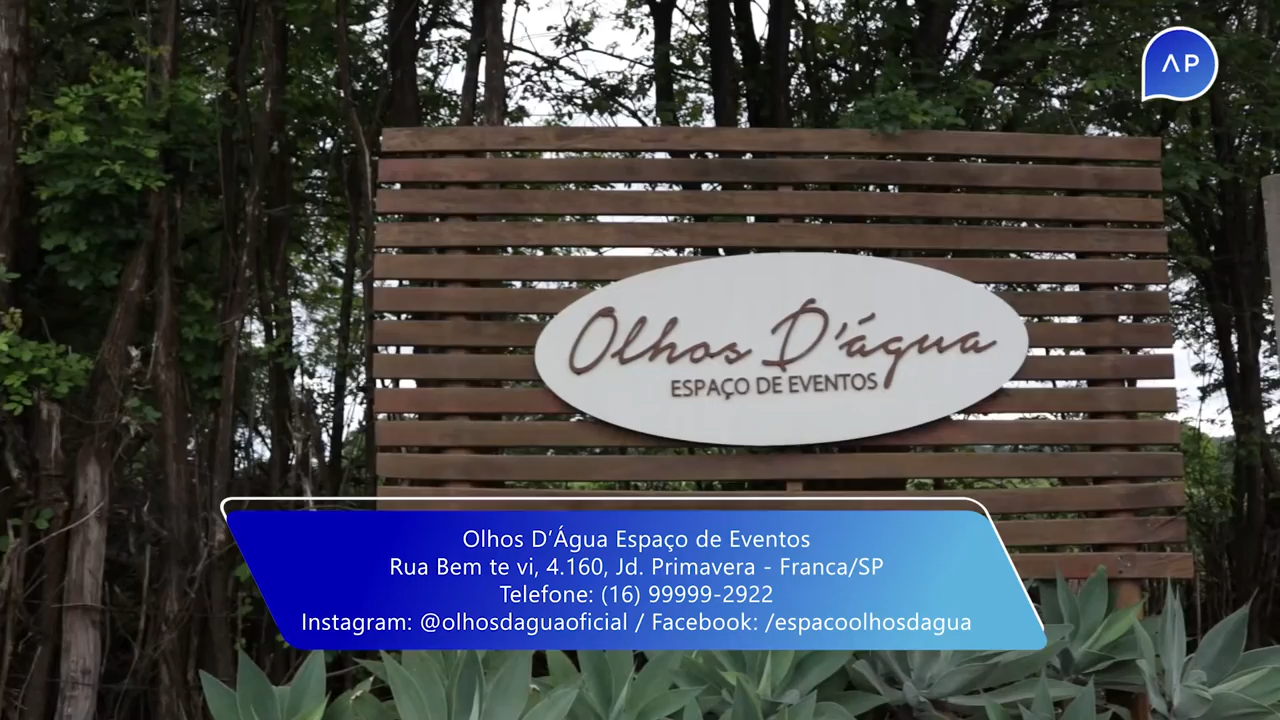 AP
Olhos D'água
ESPAÇO DE EVENTOS
Olhos D'Água Espaço de Eventos
Rua Bem te vi, 4.160, Jd. Primavera - Franca/SP
Telefone: (16) 99999-2922
Instagram: @olhosdaguaoficial / Facebook: /espacoolhosdagua